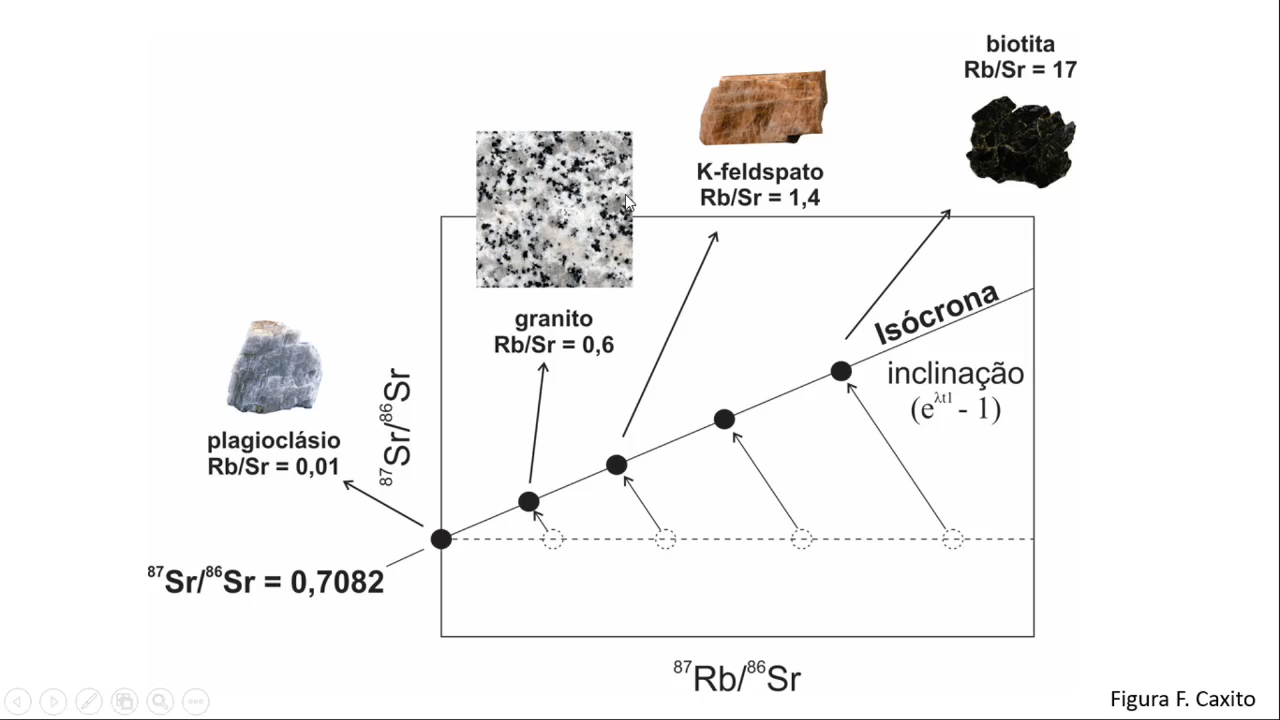 biotita
Rb/Sr = 17
K-feldspato
Rb/Sr = 1,4
granito
Rb/Sr = 0,6
Isócrona
inclinação
(e^λt1 - 1)
plagioclásio
Rb/Sr = 0,01
⁸⁷Sr/⁸⁶Sr
⁸⁷Sr/⁸⁶Sr = 0,7082
⁸⁷Rb/⁸⁶Sr
Figura F. Caxito